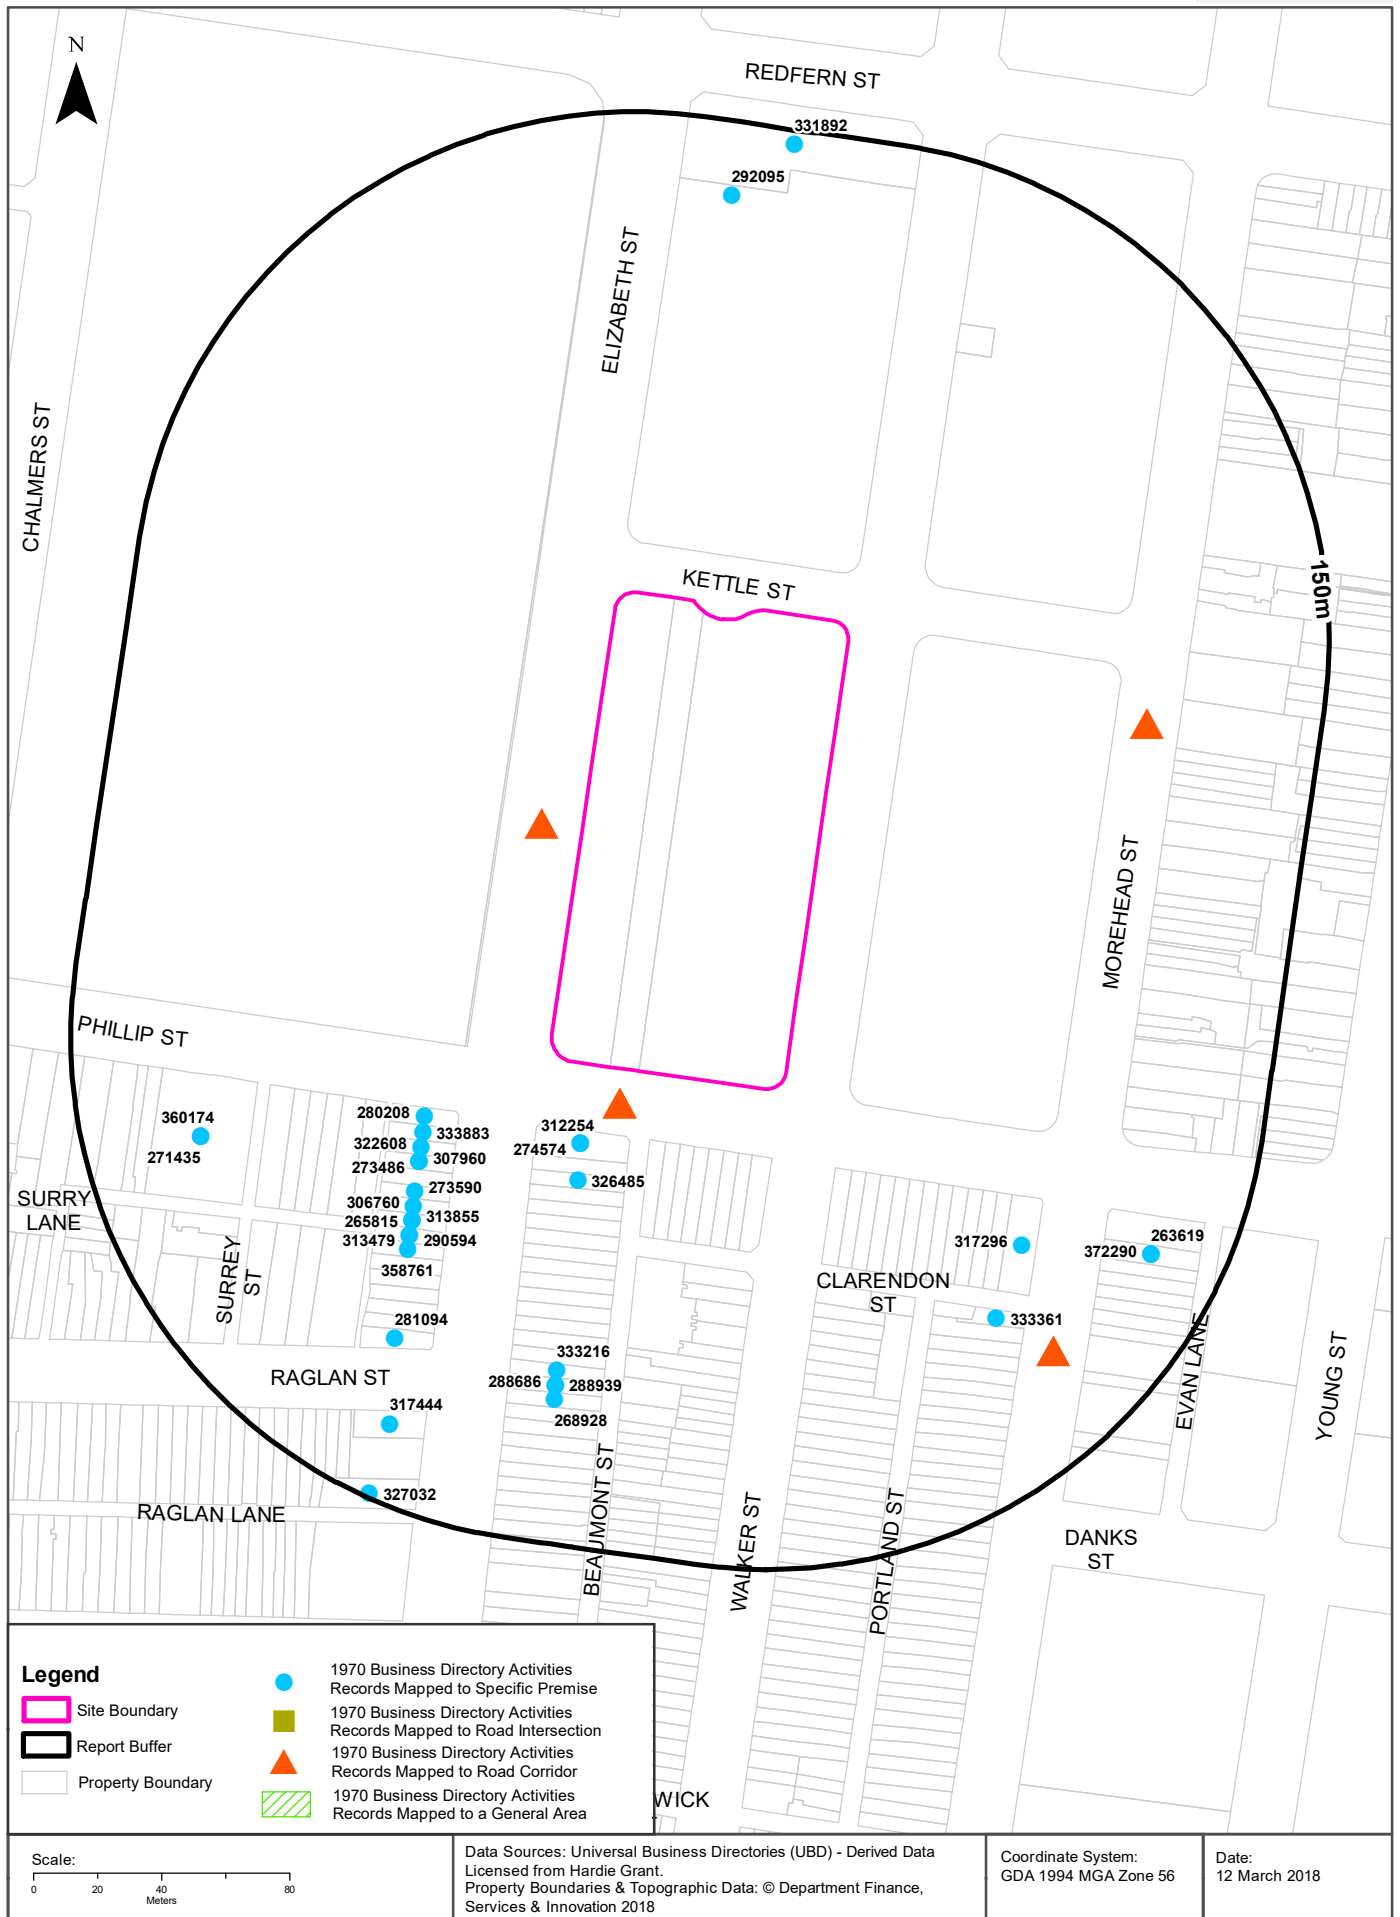 N
REDFERN ST
331892
292095
ELIZABETH ST
CHALMERS ST
KETTLE ST
150m
MOREHEAD ST
PHILLIP ST
360174
271435
280208
333883
322608
307960
273486
273590
306760
313855
265815
290594
313479
358761
281094
312254
274574
326485
SURRY
LANE
SURREY
ST
317296
263619
372290
CLARENDON
ST
333361
RAGLAN ST
333216
288686
288939
268928
317444
327032
RAGLAN LANE
BEAUMONT ST
WALKER ST
PORTLAND ST
EVAN LANE
YOUNG ST
DANKS
ST
WICK
Legend
Site Boundary
Report Buffer
Property Boundary
1970 Business Directory Activities
Records Mapped to Specific Premise
1970 Business Directory Activities
Records Mapped to Road Intersection
1970 Business Directory Activities
Records Mapped to Road Corridor
1970 Business Directory Activities
Records Mapped to a General Area
Scale:
0 20 40 80
Meters
Data Sources: Universal Business Directories (UBD) - Derived Data
Licensed from Hardie Grant.
Property Boundaries & Topographic Data: © Department Finance,
Services & Innovation 2018
Coordinate System:
GDA 1994 MGA Zone 56
Date:
12 March 2018